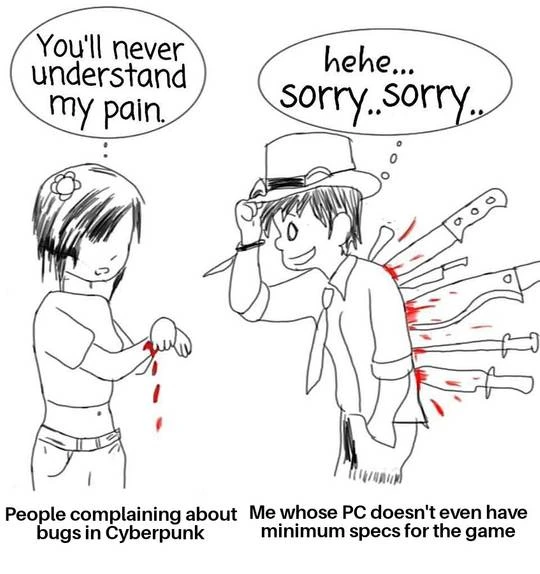 You'll never
understand
my pain.
hehe...
sorry..sorry..
People complaining about
bugs in Cyberpunk
Me whose PC doesn't even have
minimum specs for the game